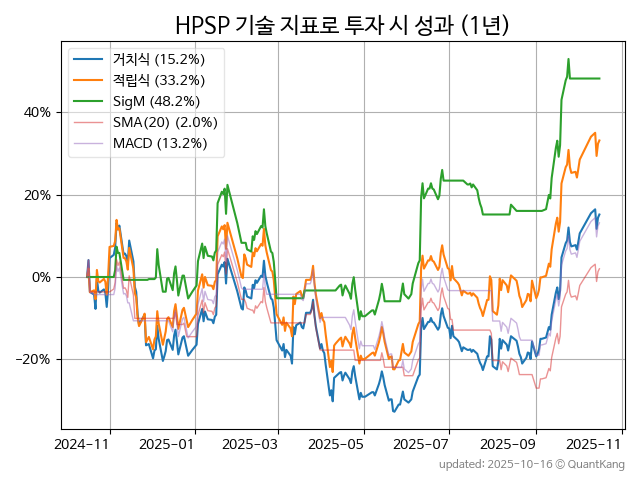 HPSP 기술 지표로 투자 시 성과 (1년)
거치식 (15.2%)
적립식 (33.2%)
SigM (48.2%)
SMA(20) (2.0%)
MACD (13.2%)
40%
20%
0%
−20%
2024-11
2025-01
2025-03
2025-05
2025-07
2025-09
2025-11
updated: 2025-10-16 © QuantKang